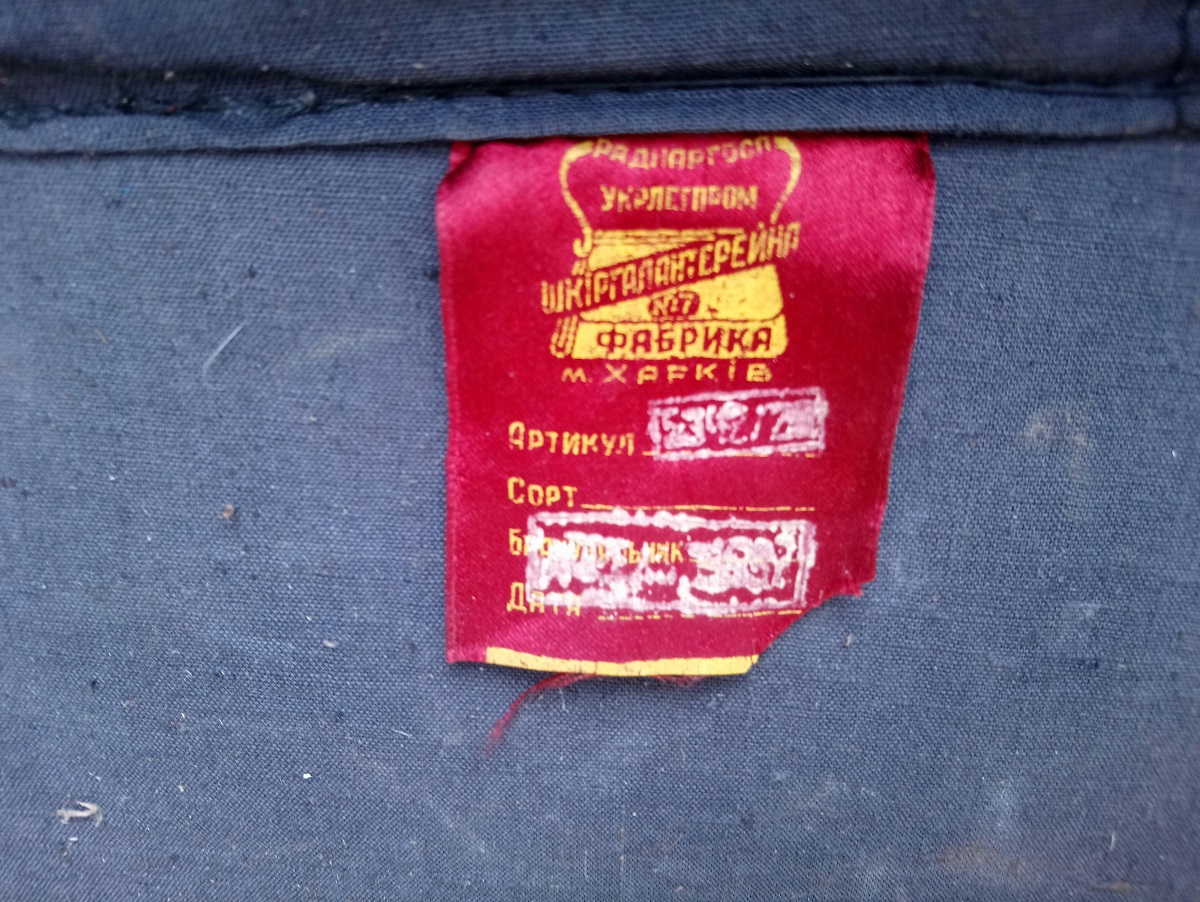 РАДНАРГОСП
УКРЛЕГПРОМ
ШКІРГАЛАНТЕРЕЙНА
№7
ФАБРИКА
М. ХАРКІВ
АРТИКУЛ
СОРТ
ДАТА